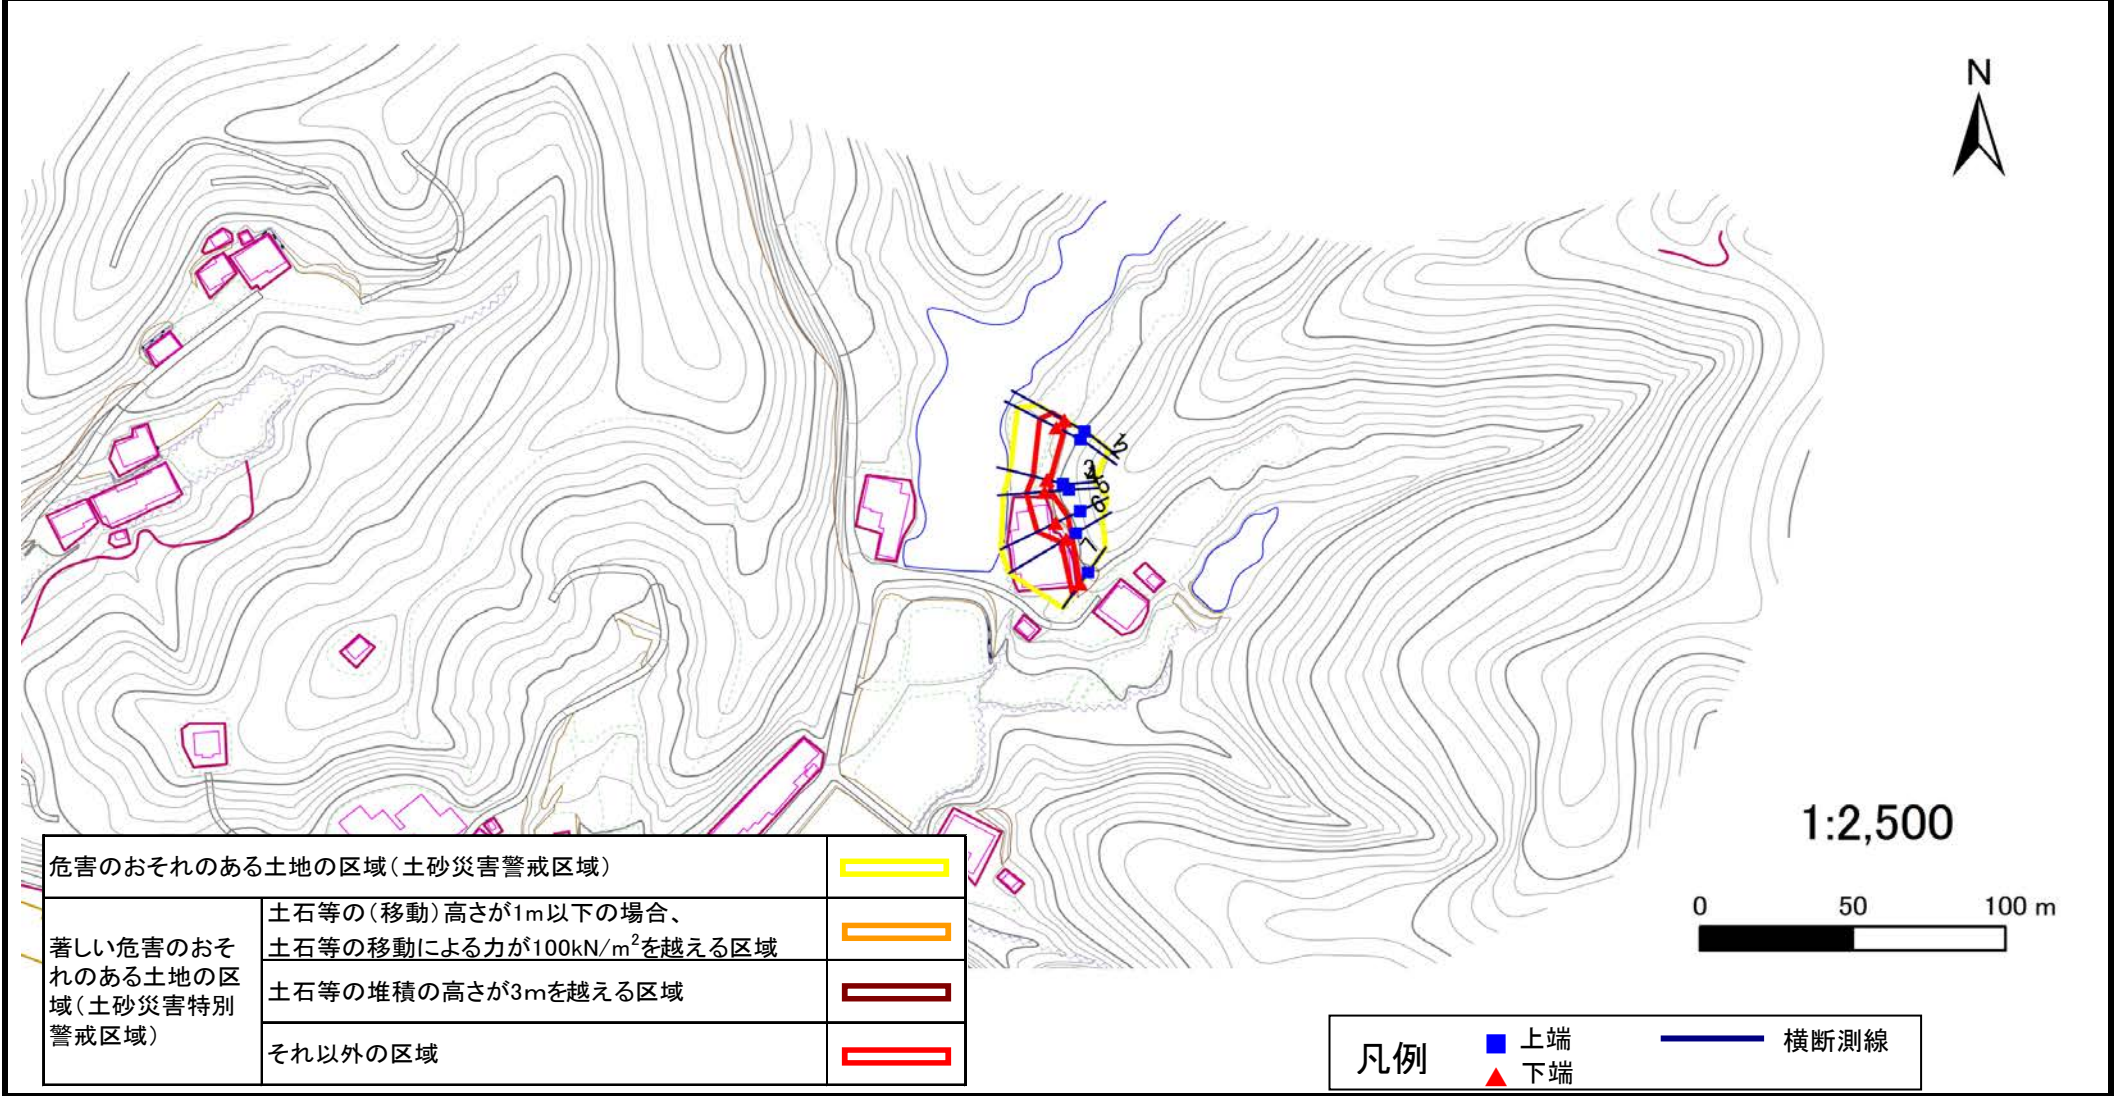 N
3
6
7
1:2,500
0 50 100 m
危害のおそれのある土地の区域(土砂災害警戒区域)
著しい危害のおそ
れのある土地の区
域(土砂災害特別
警戒区域)
土石等の(移動)高さが1m以下の場合、
土石等の移動による力が100kN/m²を越える区域
土石等の堆積の高さが3mを越える区域
それ以外の区域
凡例
上端
下端
横断測線